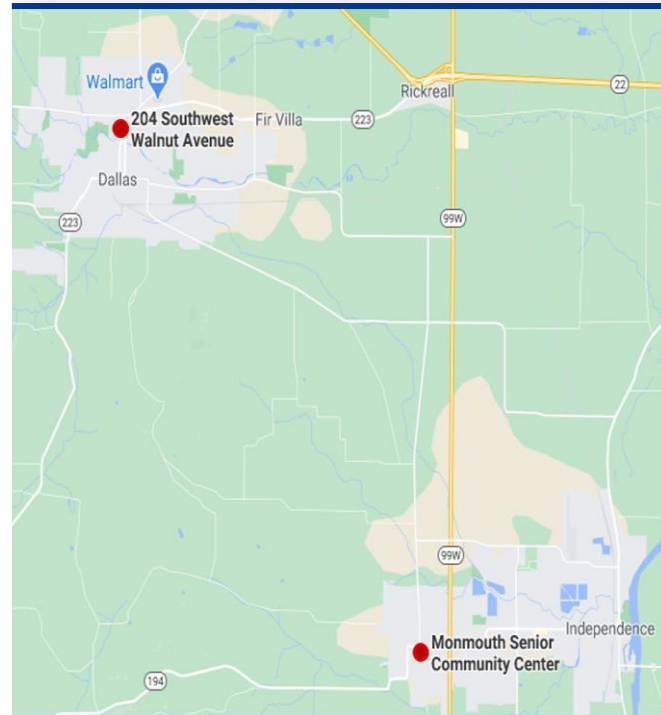 Walmart
Rickreall
22
204 Southwest
Walnut Avenue
Fir Villa
223
Dallas
223
99W
99W
Independence
Monmouth Senior
Community Center
194